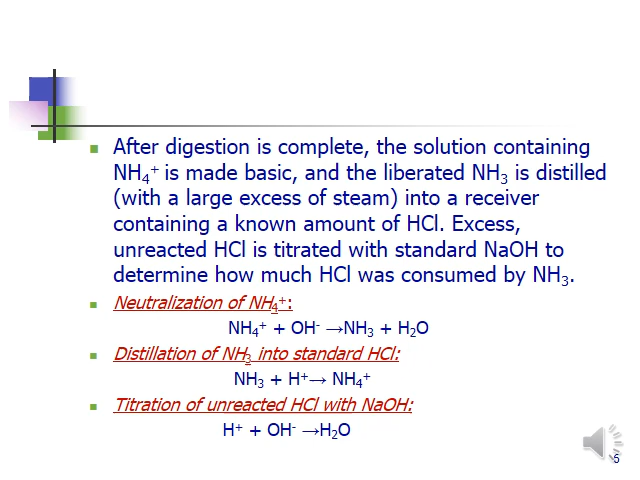 After digestion is complete, the solution containing
NH₄⁺ is made basic, and the liberated NH₃ is distilled
(with a large excess of steam) into a receiver
containing a known amount of HCl. Excess,
unreacted HCl is titrated with standard NaOH to
determine how much HCl was consumed by NH₃.
Neutralization of NH₄⁺:
NH₄⁺ + OH⁻ →NH₃ + H₂O
Distillation of NH₃ into standard HCl:
NH₃ + H⁺→ NH₄⁺
Titration of unreacted HCl with NaOH:
H⁺ + OH⁻ →H₂O